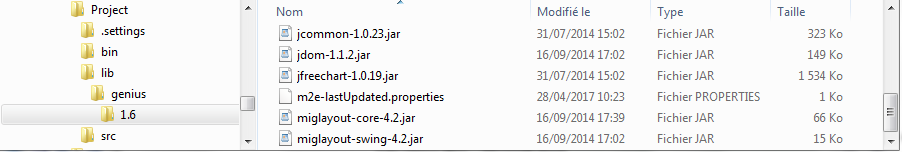 Project
.settings
bin
lib
genius
1.6
src
Modifié le Type Taille
jcommon-1.0.23.jar 31/07/2014 15:02 Fichier JAR 323 Ko
jdom-1.1.2.jar 16/09/2017 17:02 Fichier JAR 149 Ko
jfreechart-1.0.19.jar 31/07/2014 15:02 Fichier JAR 1 534 Ko
m2e-lastUpdated.properties 28/04/2017 10:23 Fichier PROPERTIES 1 Ko
miglayout-core-4.2.jar 16/09/2014 17:39 Fichier JAR 66 Ko
miglayout-swing-4.2.jar 16/09/2014 17:02 Fichier JAR 15 Ko